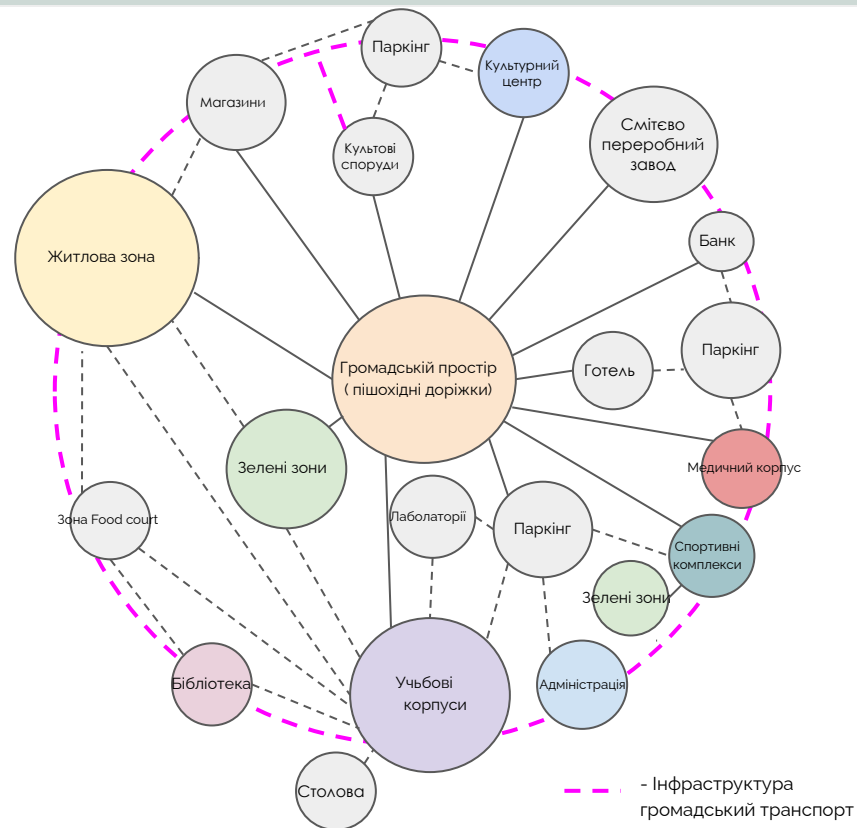 Паркінг
Культурний
центр
Магазини
Смітєво
переробний
завод
Культові
споруди
Банк
Житлова зона
Паркінг
Громадській простір
( пішохідні доріжки)
Готель
Зелені зони
Медичний корпус
Зона Food court
Лаболаторії
Паркінг
Спортивні
комплекси
Зелені зони
Бібліотека
Учьбові
корпуси
Адміністрація
Столова
- Інфраструктура
громадський транспорт